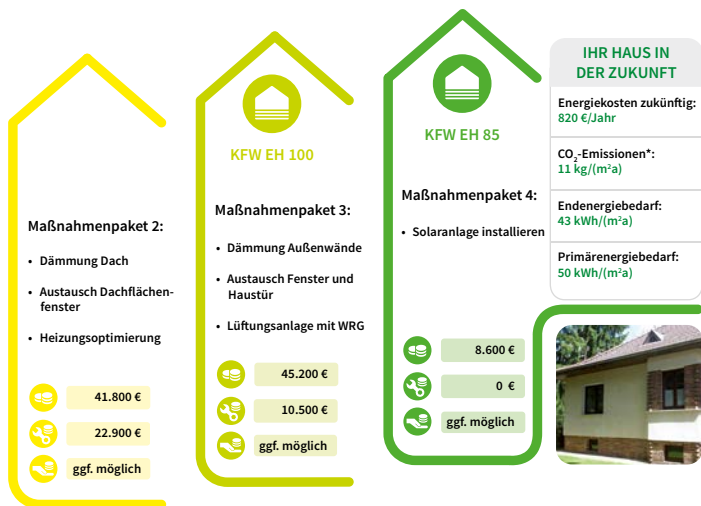 Maßnahmenpaket 2:
• Dämmung Dach
• Austausch Dachflächen-
fenster
• Heizungsoptimierung
41.800 €
22.900 €
ggf. möglich
KFW EH 100
Maßnahmenpaket 3:
• Dämmung Außenwände
• Austausch Fenster und
Haustür
• Lüftungsanlage mit WRG
45.200 €
10.500 €
ggf. möglich
KFW EH 85
Maßnahmenpaket 4:
• Solaranlage installieren
8.600 €
0 €
ggf. möglich
IHR HAUS IN
DER ZUKUNFT
Energiekosten zukünftig:
820 €/Jahr
CO₂-Emissionen*:
11 kg/(m²a)
Endenergiebedarf:
43 kWh/(m²a)
Primärenergiebedarf:
50 kWh/(m²a)